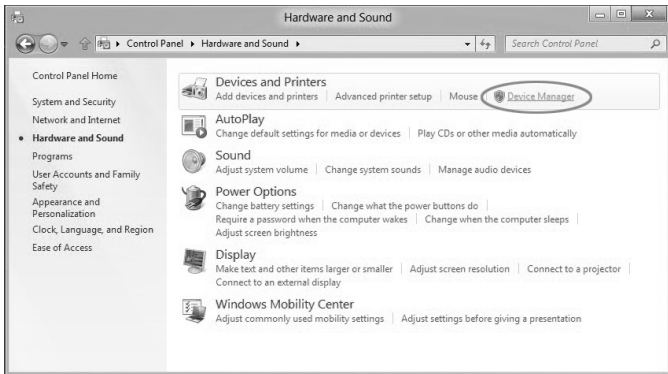 Hardware and Sound
Control Panel Hardware and Sound
Search Control Panel
Control Panel Home
System and Security
Network and Internet
Hardware and Sound
Programs
User Accounts and Family
Safety
Appearance and
Personalization
Clock, Language, and Region
Ease of Access
Devices and Printers
Add devices and printers Advanced printer setup Mouse Device Manager
AutoPlay
Change default settings for media or devices Play CDs or other media automatically
Sound
Adjust system volume Change system sounds Manage audio devices
Power Options
Change battery settings Change what the power buttons do
Require a password when the computer wakes Change when the computer sleeps
Adjust screen brightness
Display
Make text and other items larger or smaller Adjust screen resolution Connect to a projector
Connect to an external display
Windows Mobility Center
Adjust commonly used mobility settings Adjust settings before giving a presentation